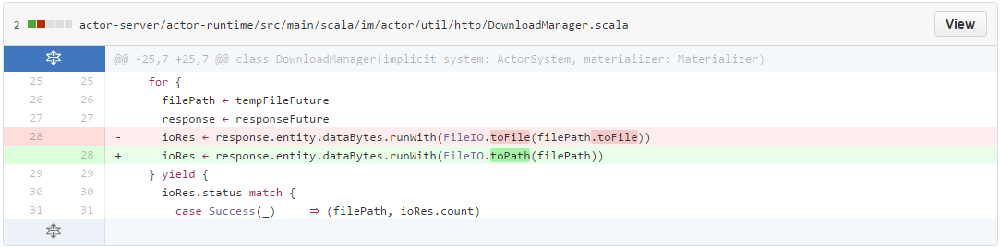 2 actor-server/actor-runtime/src/main/scala/im/actor/util/http/DownloadManager.scala View
@@ -25,7 +25,7 @@ class DownloadManager(implicit system: ActorSystem, materializer: Materializer)
25 25 for {
26 26 filePath ← tempFileFuture
27 27 response ← responseFuture
28 - ioRes ← response.entity.dataBytes.runWith(FileIO.toFile(filePath.toFile))
28 + ioRes ← response.entity.dataBytes.runWith(FileIO.toPath(filePath))
29 29 } yield {
30 30 ioRes.status match {
31 31 case Success(_) ⇒ (filePath, ioRes.count)